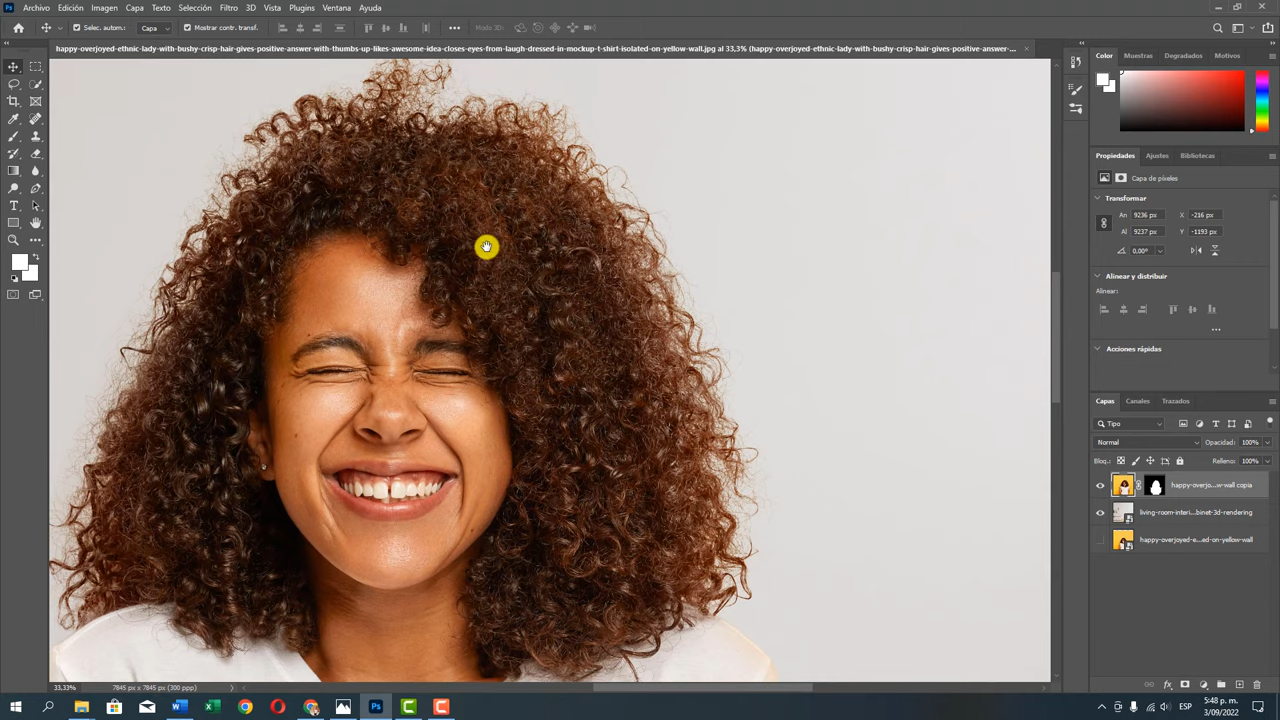 Archivo Edición Imagen Capa Texto Selección Filtro 3D Vista Plugins Ventana Ayuda
Selec. autom.: Capa Mostrar contr. transf. Modo 3D:
happy-overjoyed-ethnic-lady-with-bushy-crisp-hair-gives-positive-answer-with-thumbs-up-likes-awesome-idea-closes-eyes-from-laugh-dressed-in-mockup-t-shirt-isolated-on-yellow-wall.jpg al 33,3% (happy-overjoyed-ethnic-lady-with-bushy-crisp-hair-gives-positive-answer-...
Color Muestras Degradados Motivos
Propiedades Ajustes Bibliotecas
Capa de píxeles
Transformar
An 9236 px X -216 px
Al 9237 px Y -1193 px
0,00°
Alinear y distribuir
Alinear:
Acciones rápidas
Capas Canales Trazados
Tipo
Normal Opacidad: 100%
Bloq.: Relleno: 100%
happy-overjo...w-wall copia
living-room-interi...binet-3d-rendering
happy-overjoyed-e...ed-on-yellow-wall
33,33% 7845 px x 7845 px (300 ppp)
ESP 5:48 p. m.
3/09/2022